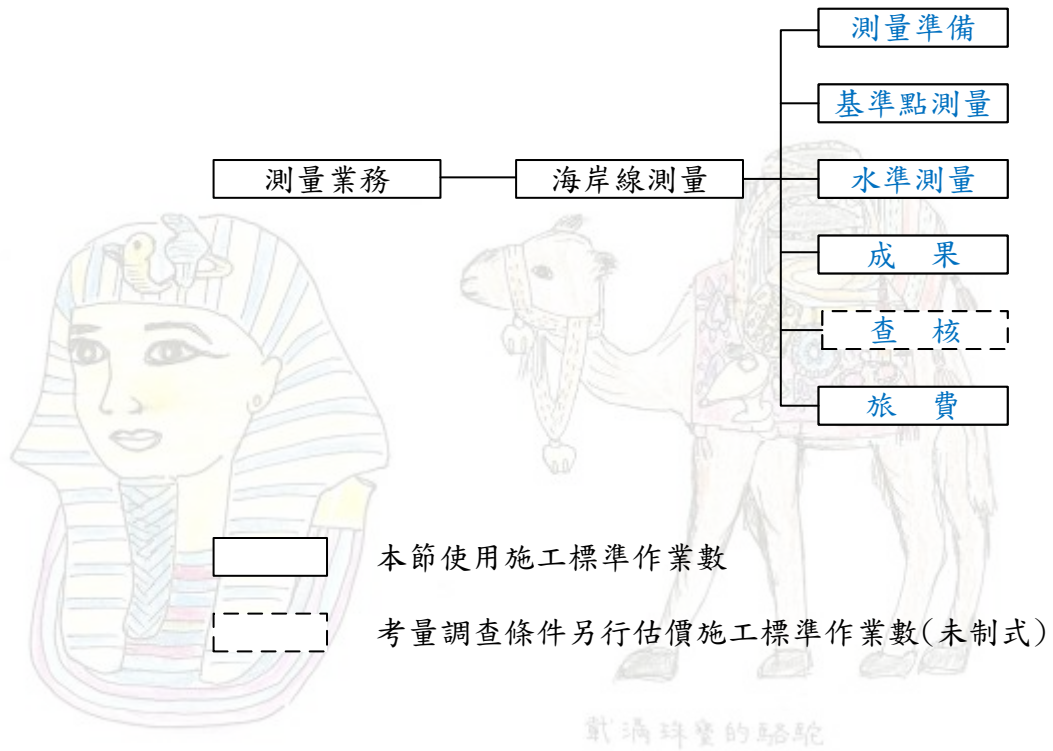 測量準備
基準點測量
測量業務
海岸線測量
水準測量
成 果
查 核
旅 費
本節使用施工標準作業數
考量調查條件另行估價施工標準作業數(未制式)
戴滿珠寶的駱駝